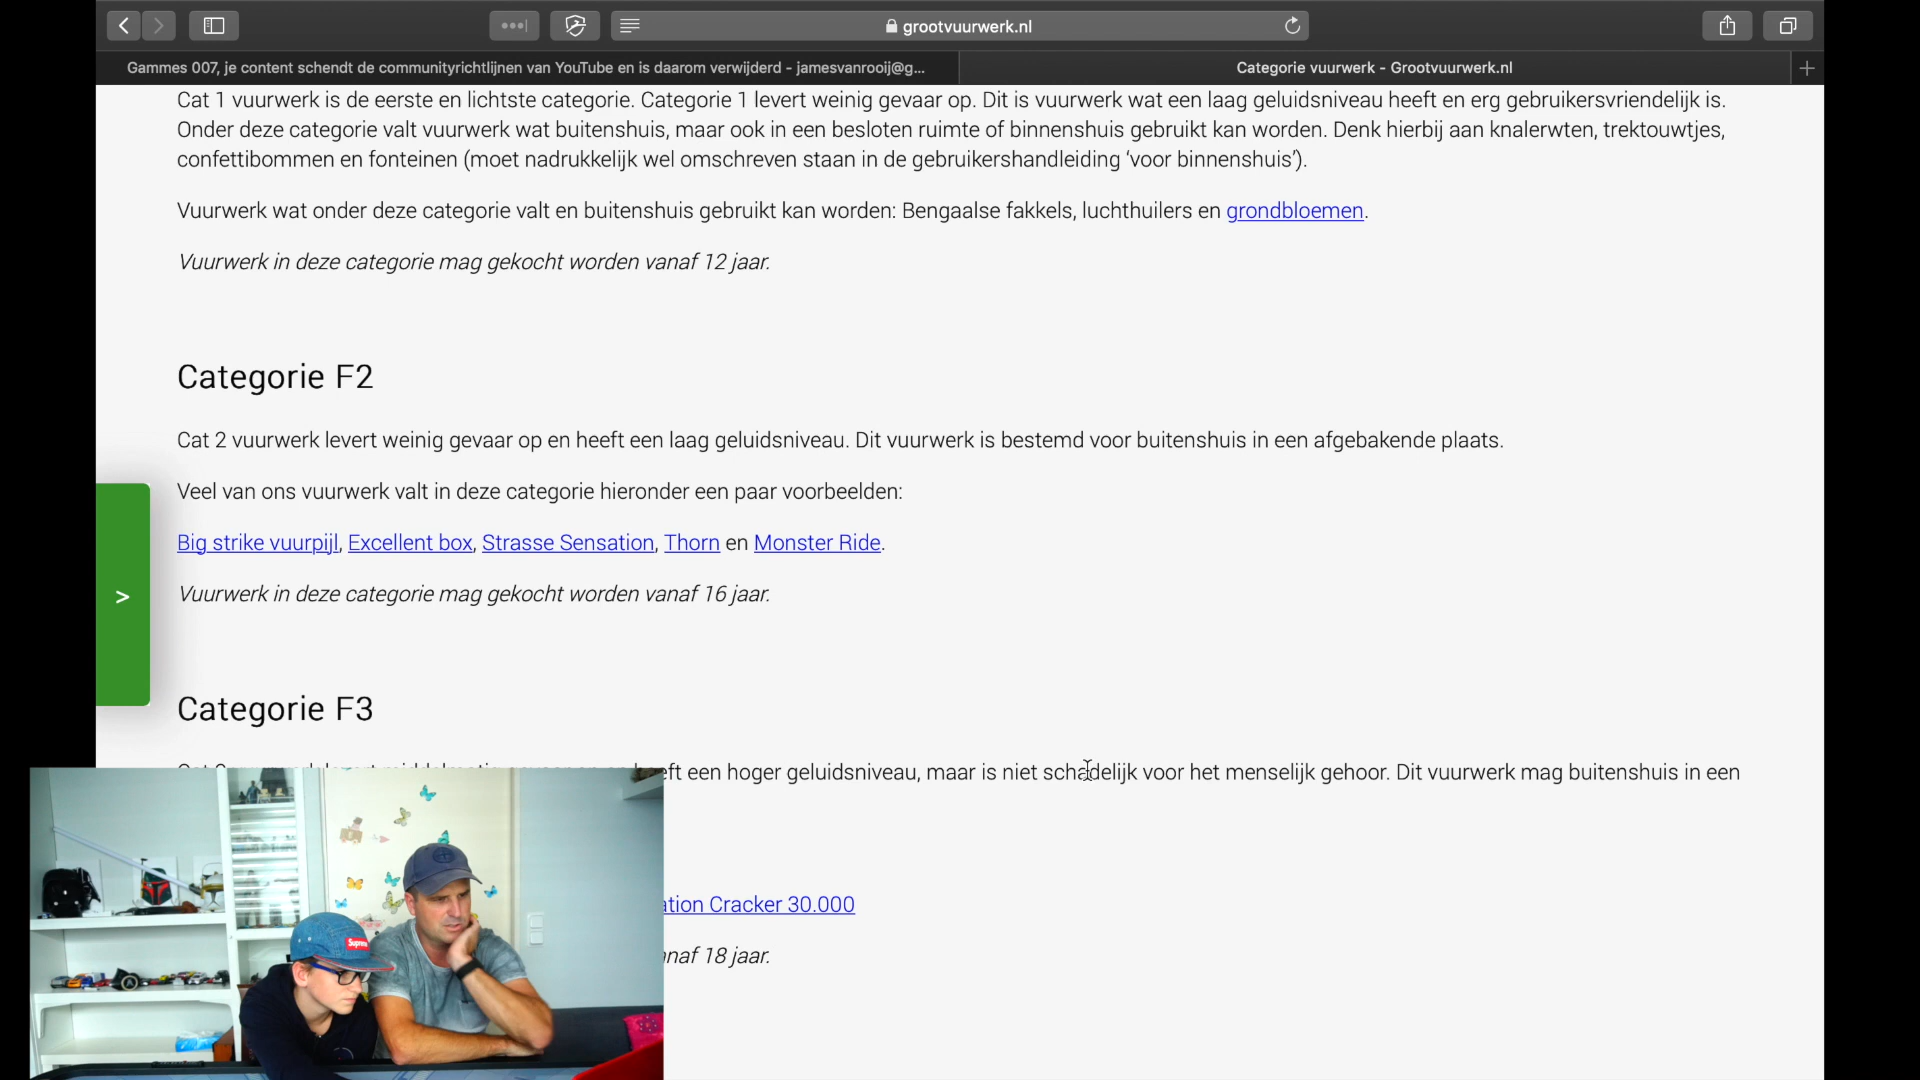 grootvuurwerk.nl
Gammes 007, je content schendt de communityrichtlijnen van YouTube en is daarom verwijderd - jamesvanrooij@g...
Categorie vuurwerk - Grootvuurwerk.nl
Cat 1 vuurwerk is de eerste en lichtste categorie. Categorie 1 levert weinig gevaar op. Dit is vuurwerk wat een laag geluidsniveau heeft en erg gebruikersvriendelijk is.
Onder deze categorie valt vuurwerk wat buitenshuis, maar ook in een besloten ruimte of binnenshuis gebruikt kan worden. Denk hierbij aan knalerwten, trektouwtjes,
confettibommen en fonteinen (moet nadrukkelijk wel omschreven staan in de gebruikershandleiding ‘voor binnenshuis’).
Vuurwerk wat onder deze categorie valt en buitenshuis gebruikt kan worden: Bengaalse fakkels, luchthuilers en grondbloemen.
Vuurwerk in deze categorie mag gekocht worden vanaf 12 jaar.
Categorie F2
Cat 2 vuurwerk levert weinig gevaar op en heeft een laag geluidsniveau. Dit vuurwerk is bestemd voor buitenshuis in een afgebakende plaats.
Veel van ons vuurwerk valt in deze categorie hieronder een paar voorbeelden:
Big strike vuurpijl, Excellent box, Strasse Sensation, Thorn en Monster Ride.
>
Vuurwerk in deze categorie mag gekocht worden vanaf 16 jaar.
Categorie F3
een hoger geluidsniveau, maar is niet schadelijk voor het menselijk gehoor. Dit vuurwerk mag buitenshuis in een
ation Cracker 30.000
naf 18 jaar.
Supreme